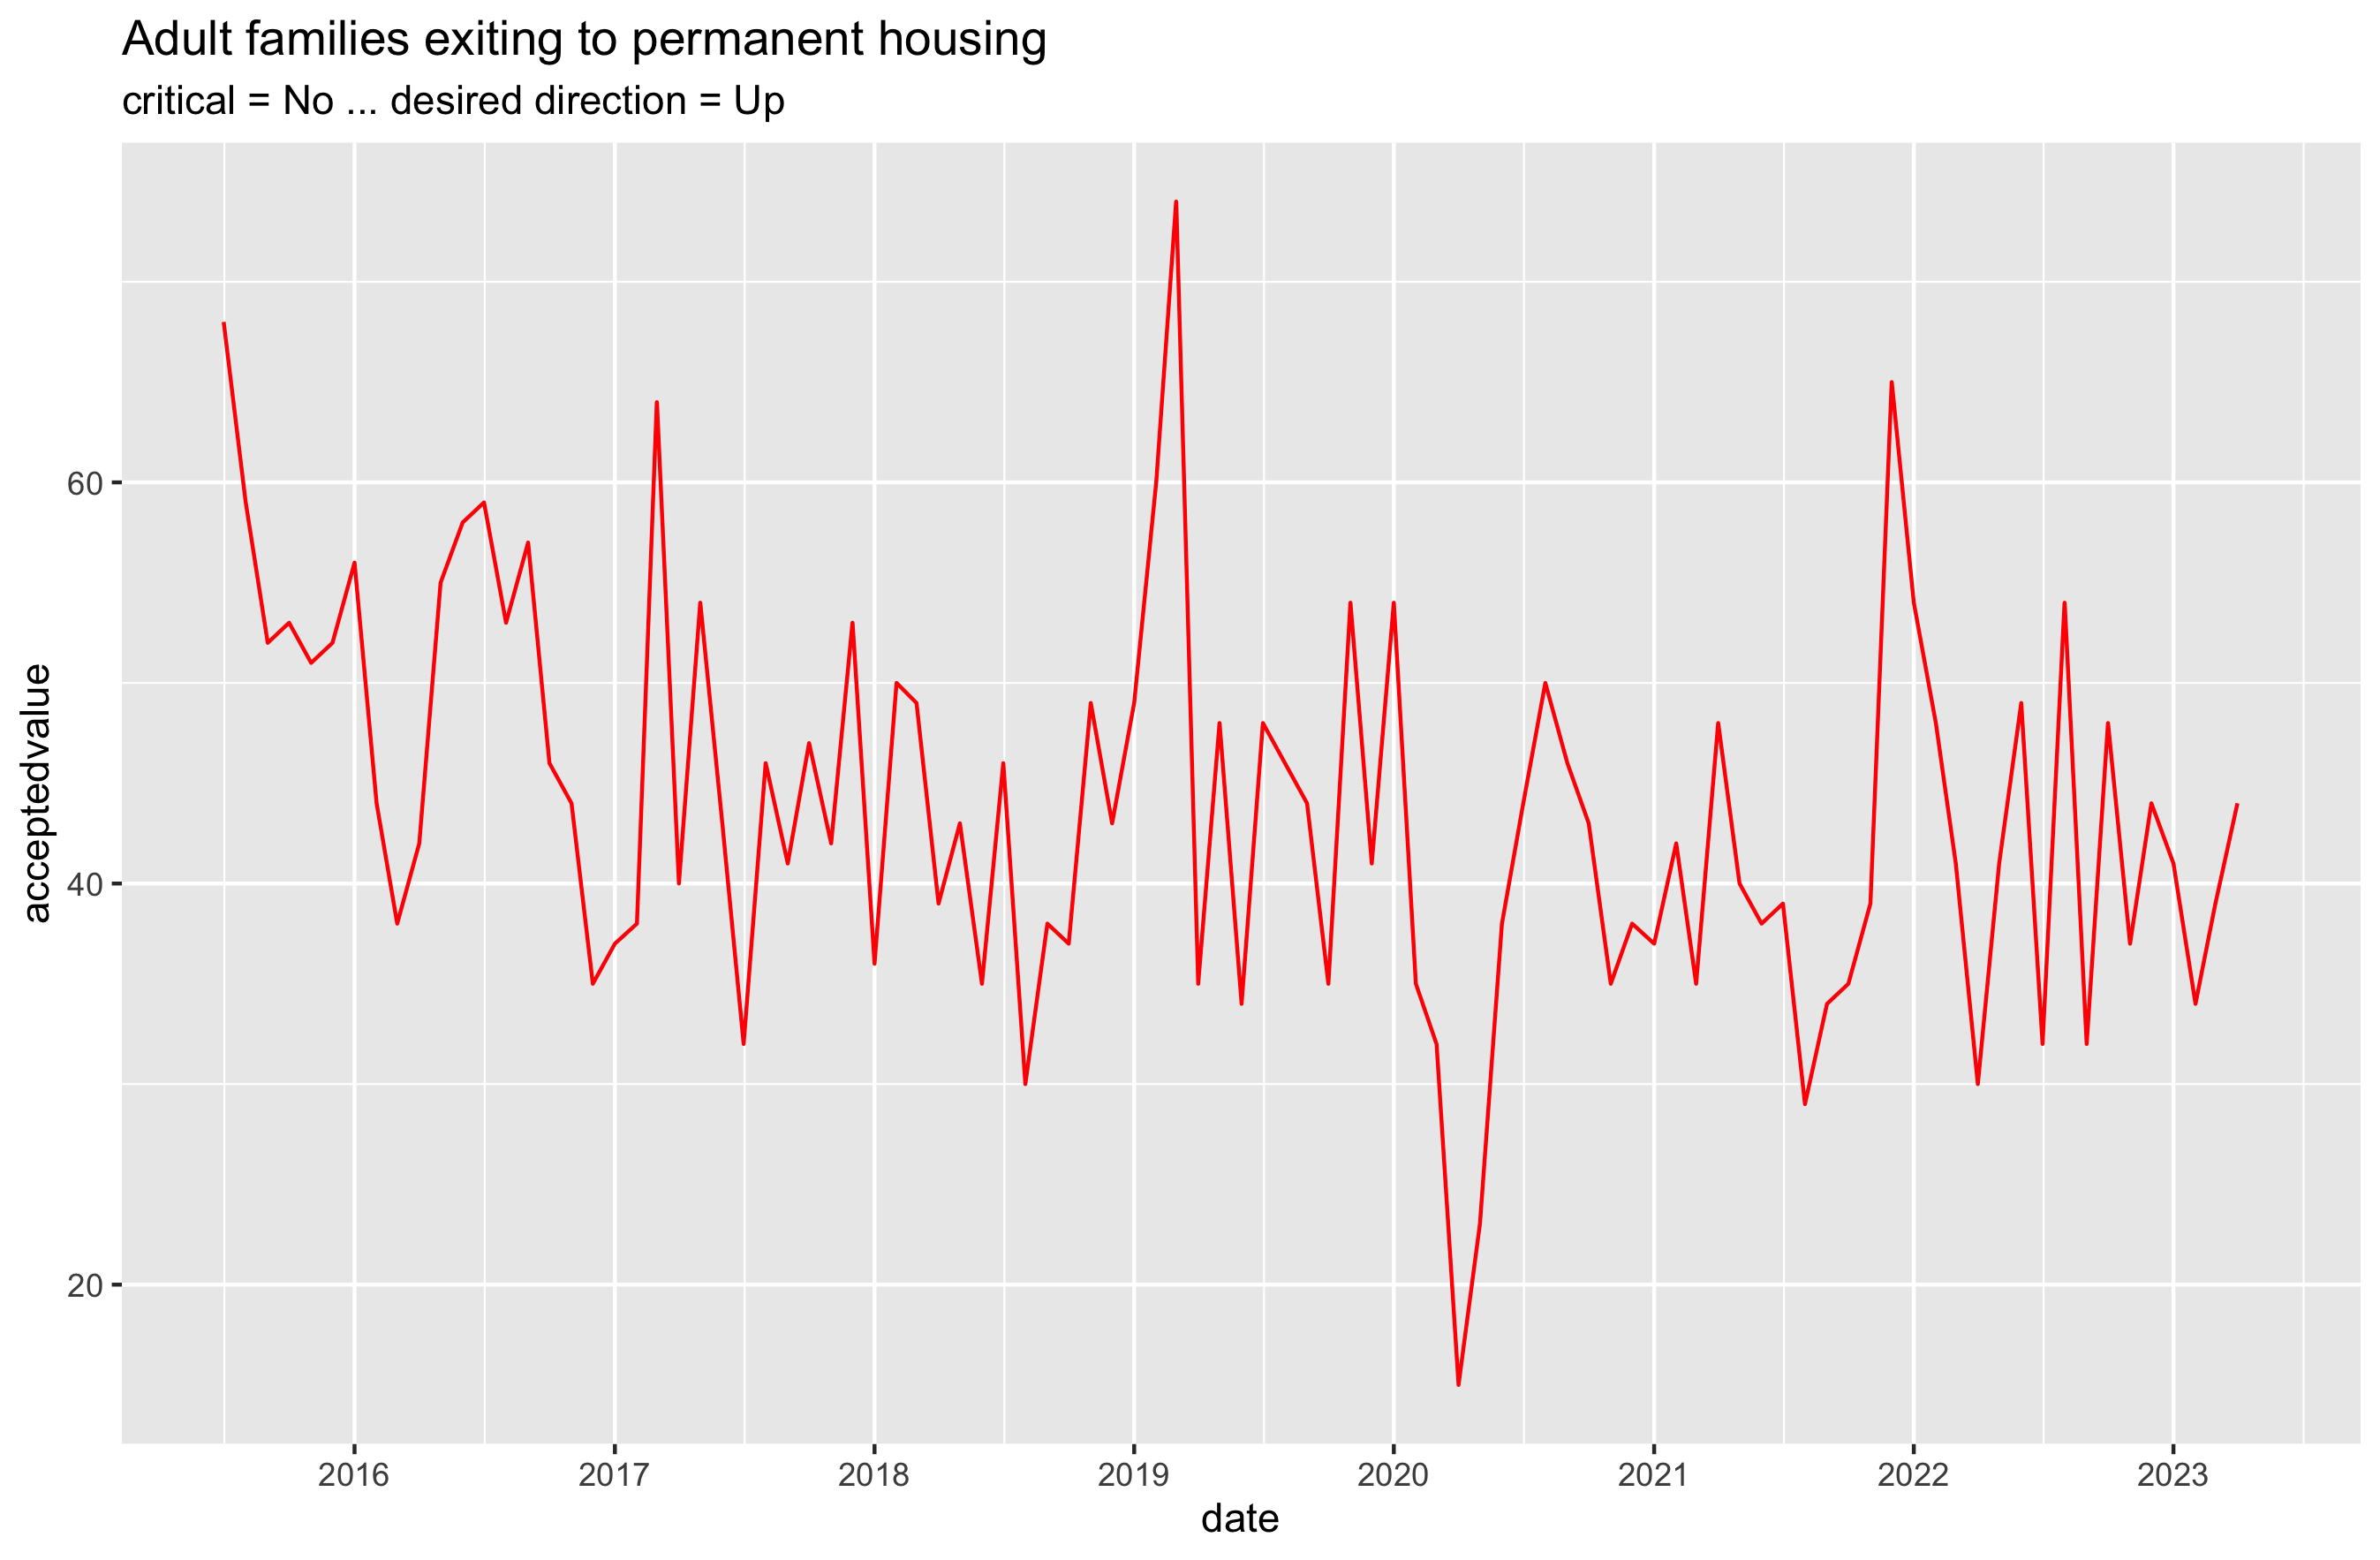 Adult families exiting to permanent housing
critical = No ... desired direction = Up
acceptedvalue
60
40
20
2016 2017 2018 2019 2020 2021 2022 2023
date